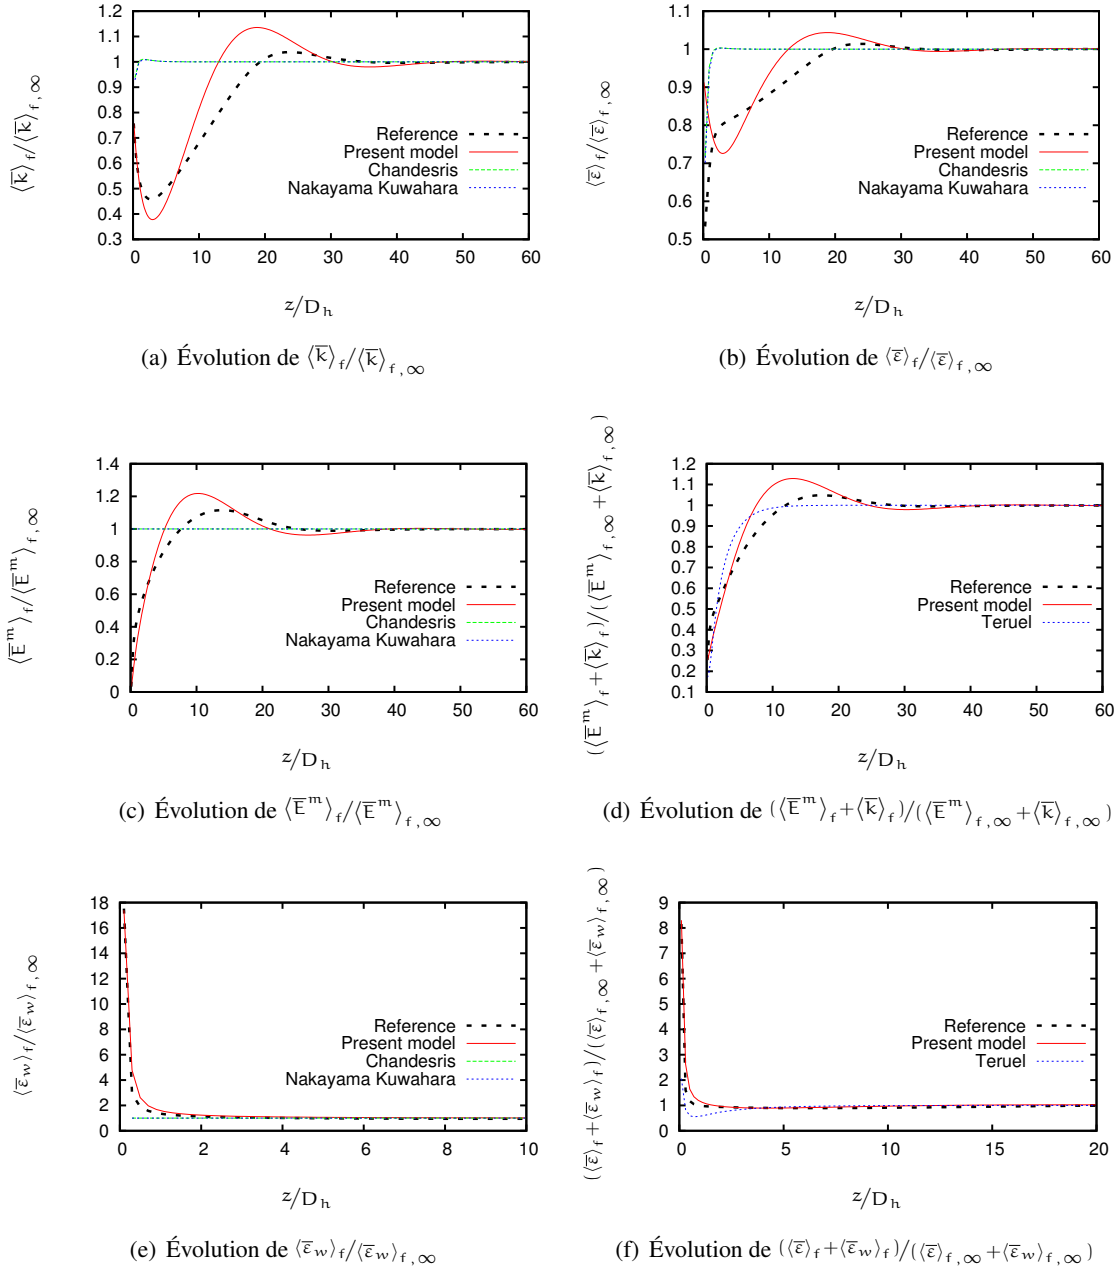 1.2
1.1
1
0.9
0.8
0.7
0.6
0.5
0.4
0.3
0 10 20 30 40 50 60
⟨k̅⟩f/⟨k̅⟩f,∞
Reference
Present model
Chandesris
Nakayama Kuwahara
z/Dh
(a) Évolution de ⟨k̅⟩f/⟨k̅⟩f,∞
1.1
1
0.9
0.8
0.7
0.6
0.5
0 10 20 30 40 50 60
⟨ε̅⟩f/⟨ε̅⟩f,∞
Reference
Present model
Chandesris
Nakayama Kuwahara
z/Dh
(b) Évolution de ⟨ε̅⟩f/⟨ε̅⟩f,∞
1.4
1.2
1
0.8
0.6
0.4
0.2
0
0 10 20 30 40 50 60
⟨E̅m⟩f/⟨E̅m⟩f,∞
Reference
Present model
Chandesris
Nakayama Kuwahara
z/Dh
(c) Évolution de ⟨E̅m⟩f/⟨E̅m⟩f,∞
1.2
1.1
1
0.9
0.8
0.7
0.6
0.5
0.4
0.3
0.2
0.1
0 10 20 30 40 50 60
(⟨E̅m⟩f+⟨k̅⟩f)/(⟨E̅m⟩f,∞+⟨k̅⟩f,∞)
Reference
Present model
Teruel
z/Dh
(d) Évolution de (⟨E̅m⟩f+⟨k̅⟩f)/(⟨E̅m⟩f,∞+⟨k̅⟩f,∞)
18
16
14
12
10
8
6
4
2
0
0 2 4 6 8 10
⟨ε̅w⟩f/⟨ε̅w⟩f,∞
Reference
Present model
Chandesris
Nakayama Kuwahara
z/Dh
(e) Évolution de ⟨ε̅w⟩f/⟨ε̅w⟩f,∞
9
8
7
6
5
4
3
2
1
0
0 5 10 15 20
(⟨ε̅⟩f+⟨ε̅w⟩f)/(⟨ε̅⟩f,∞+⟨ε̅w⟩f,∞)
Reference
Present model
Teruel
z/Dh
(f) Évolution de (⟨ε̅⟩f+⟨ε̅w⟩f)/(⟨ε̅⟩f,∞+⟨ε̅w⟩f,∞)